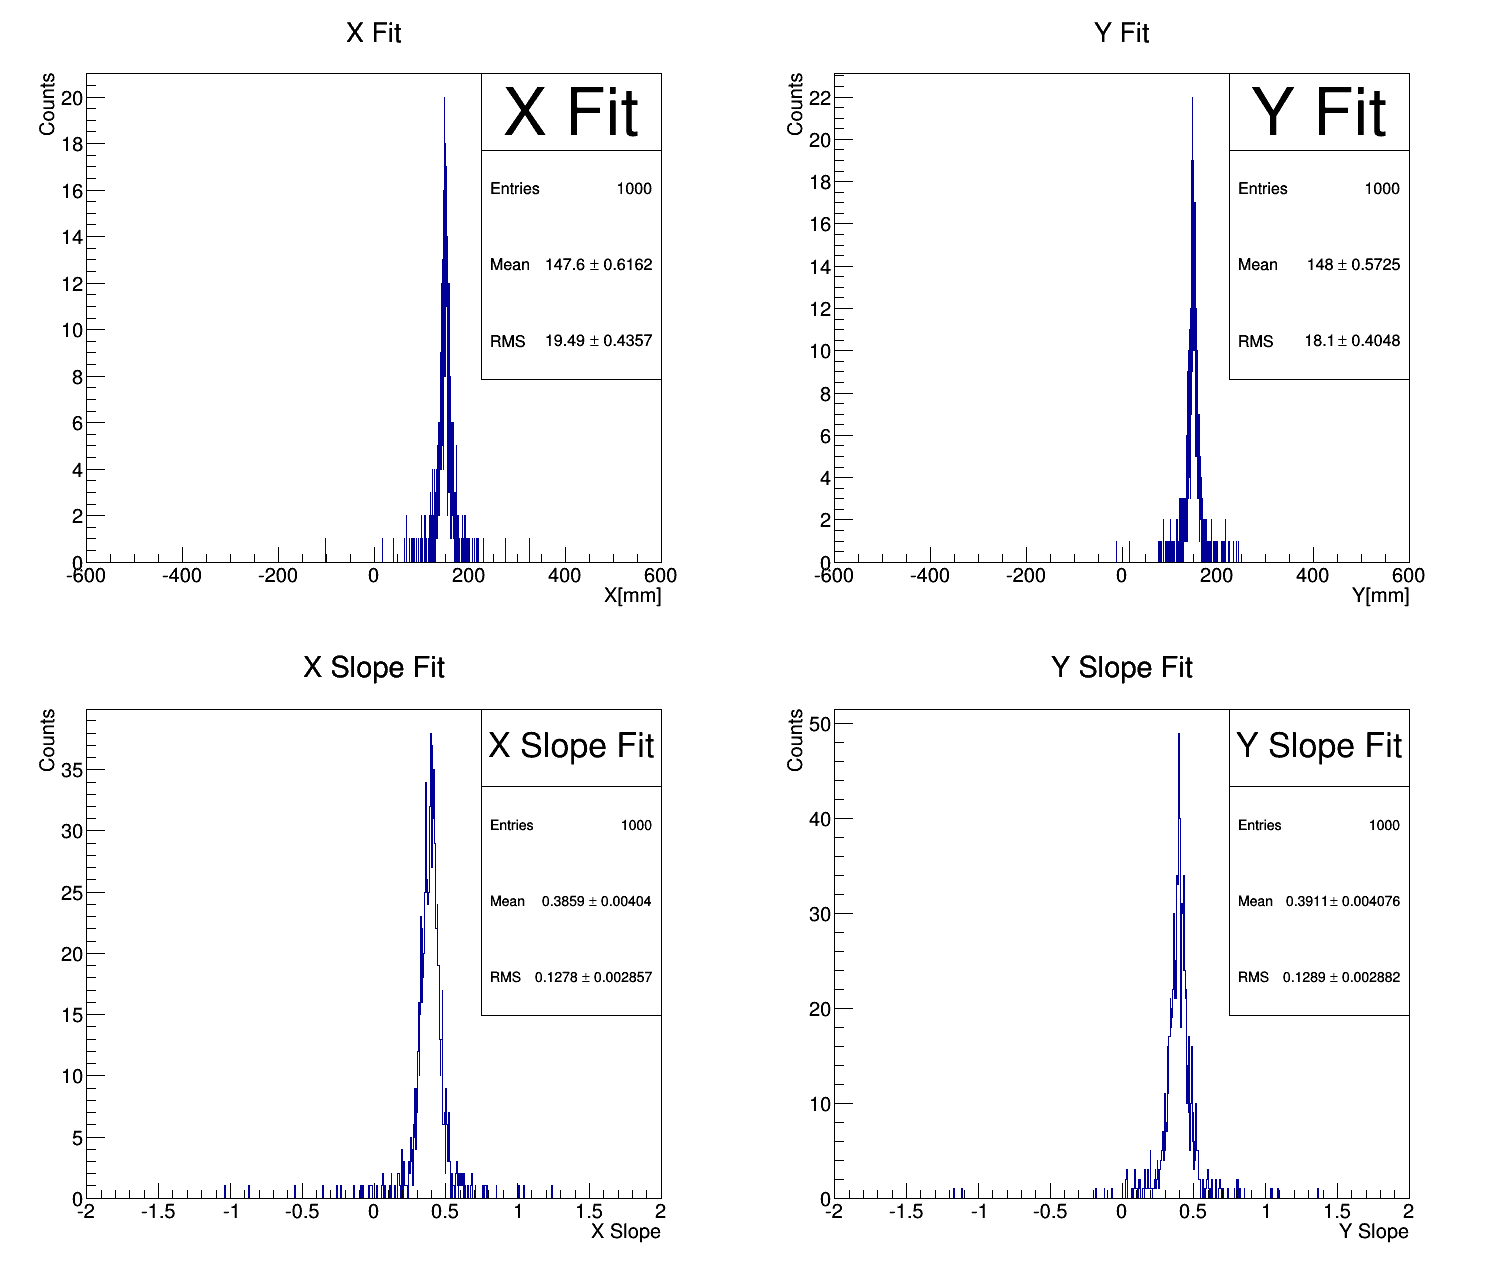 X Fit
Counts
20
18
16
14
12
10
8
6
4
2
0
-600 -400 -200 0 200 400 600
X[mm]
X Fit
Entries 1000
Mean 147.6 ± 0.6162
RMS 19.49 ± 0.4357
Y Fit
Counts
22
20
18
16
14
12
10
8
6
4
2
0
-600 -400 -200 0 200 400 600
Y[mm]
Y Fit
Entries 1000
Mean 148 ± 0.5725
RMS 18.1 ± 0.4048
X Slope Fit
Counts
35
30
25
20
15
10
5
0
-2 -1.5 -1 -0.5 0 0.5 1 1.5 2
X Slope
X Slope Fit
Entries 1000
Mean 0.3859 ± 0.00404
RMS 0.1278 ± 0.002857
Y Slope Fit
Counts
50
40
30
20
10
0
-2 -1.5 -1 -0.5 0 0.5 1 1.5 2
Y Slope
Y Slope Fit
Entries 1000
Mean 0.3911 ± 0.004076
RMS 0.1289 ± 0.002882